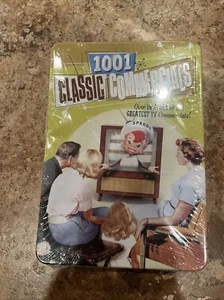 1001
CLASSIC COMMERCIALS
GREATEST TV Commercials!